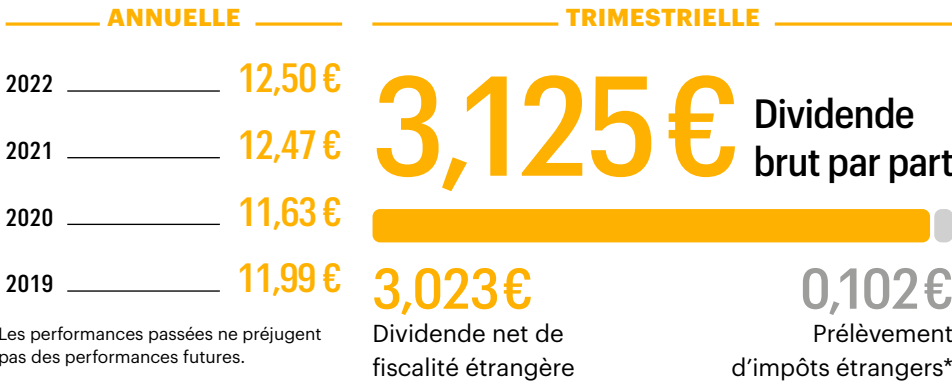 ANNUELLE
2022 12,50 €
2021 12,47 €
2020 11,63 €
2019 11,99 €
Les performances passées ne préjugent
pas des performances futures.
TRIMESTRIELLE
3,125 €
Dividende
brut par part
3,023 €
Dividende net de
fiscalité étrangère
0,102 €
Prélèvement
d'impôts étrangers*